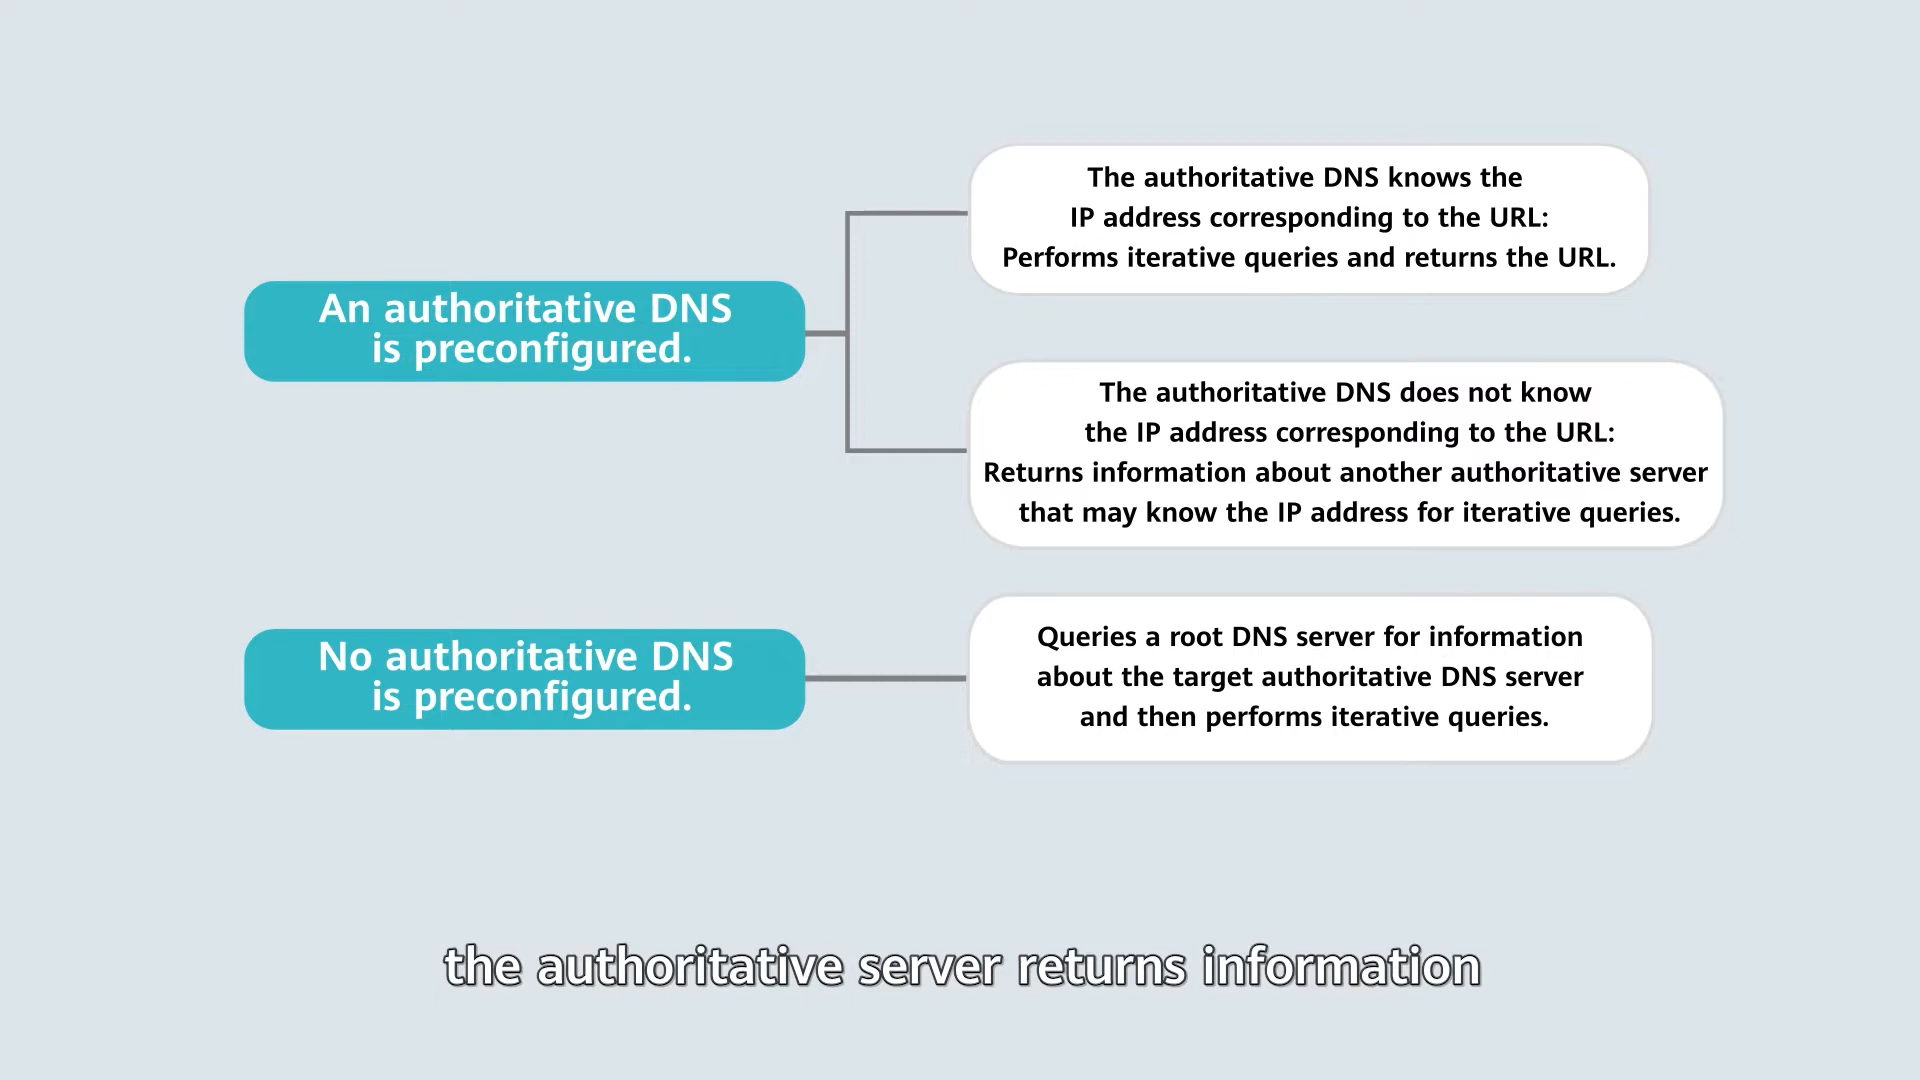 An authoritative DNS
is preconfigured.
The authoritative DNS knows the
IP address corresponding to the URL:
Performs iterative queries and returns the URL.
The authoritative DNS does not know
the IP address corresponding to the URL:
Returns information about another authoritative server
that may know the IP address for iterative queries.
No authoritative DNS
is preconfigured.
Queries a root DNS server for information
about the target authoritative DNS server
and then performs iterative queries.
the authoritative server returns information